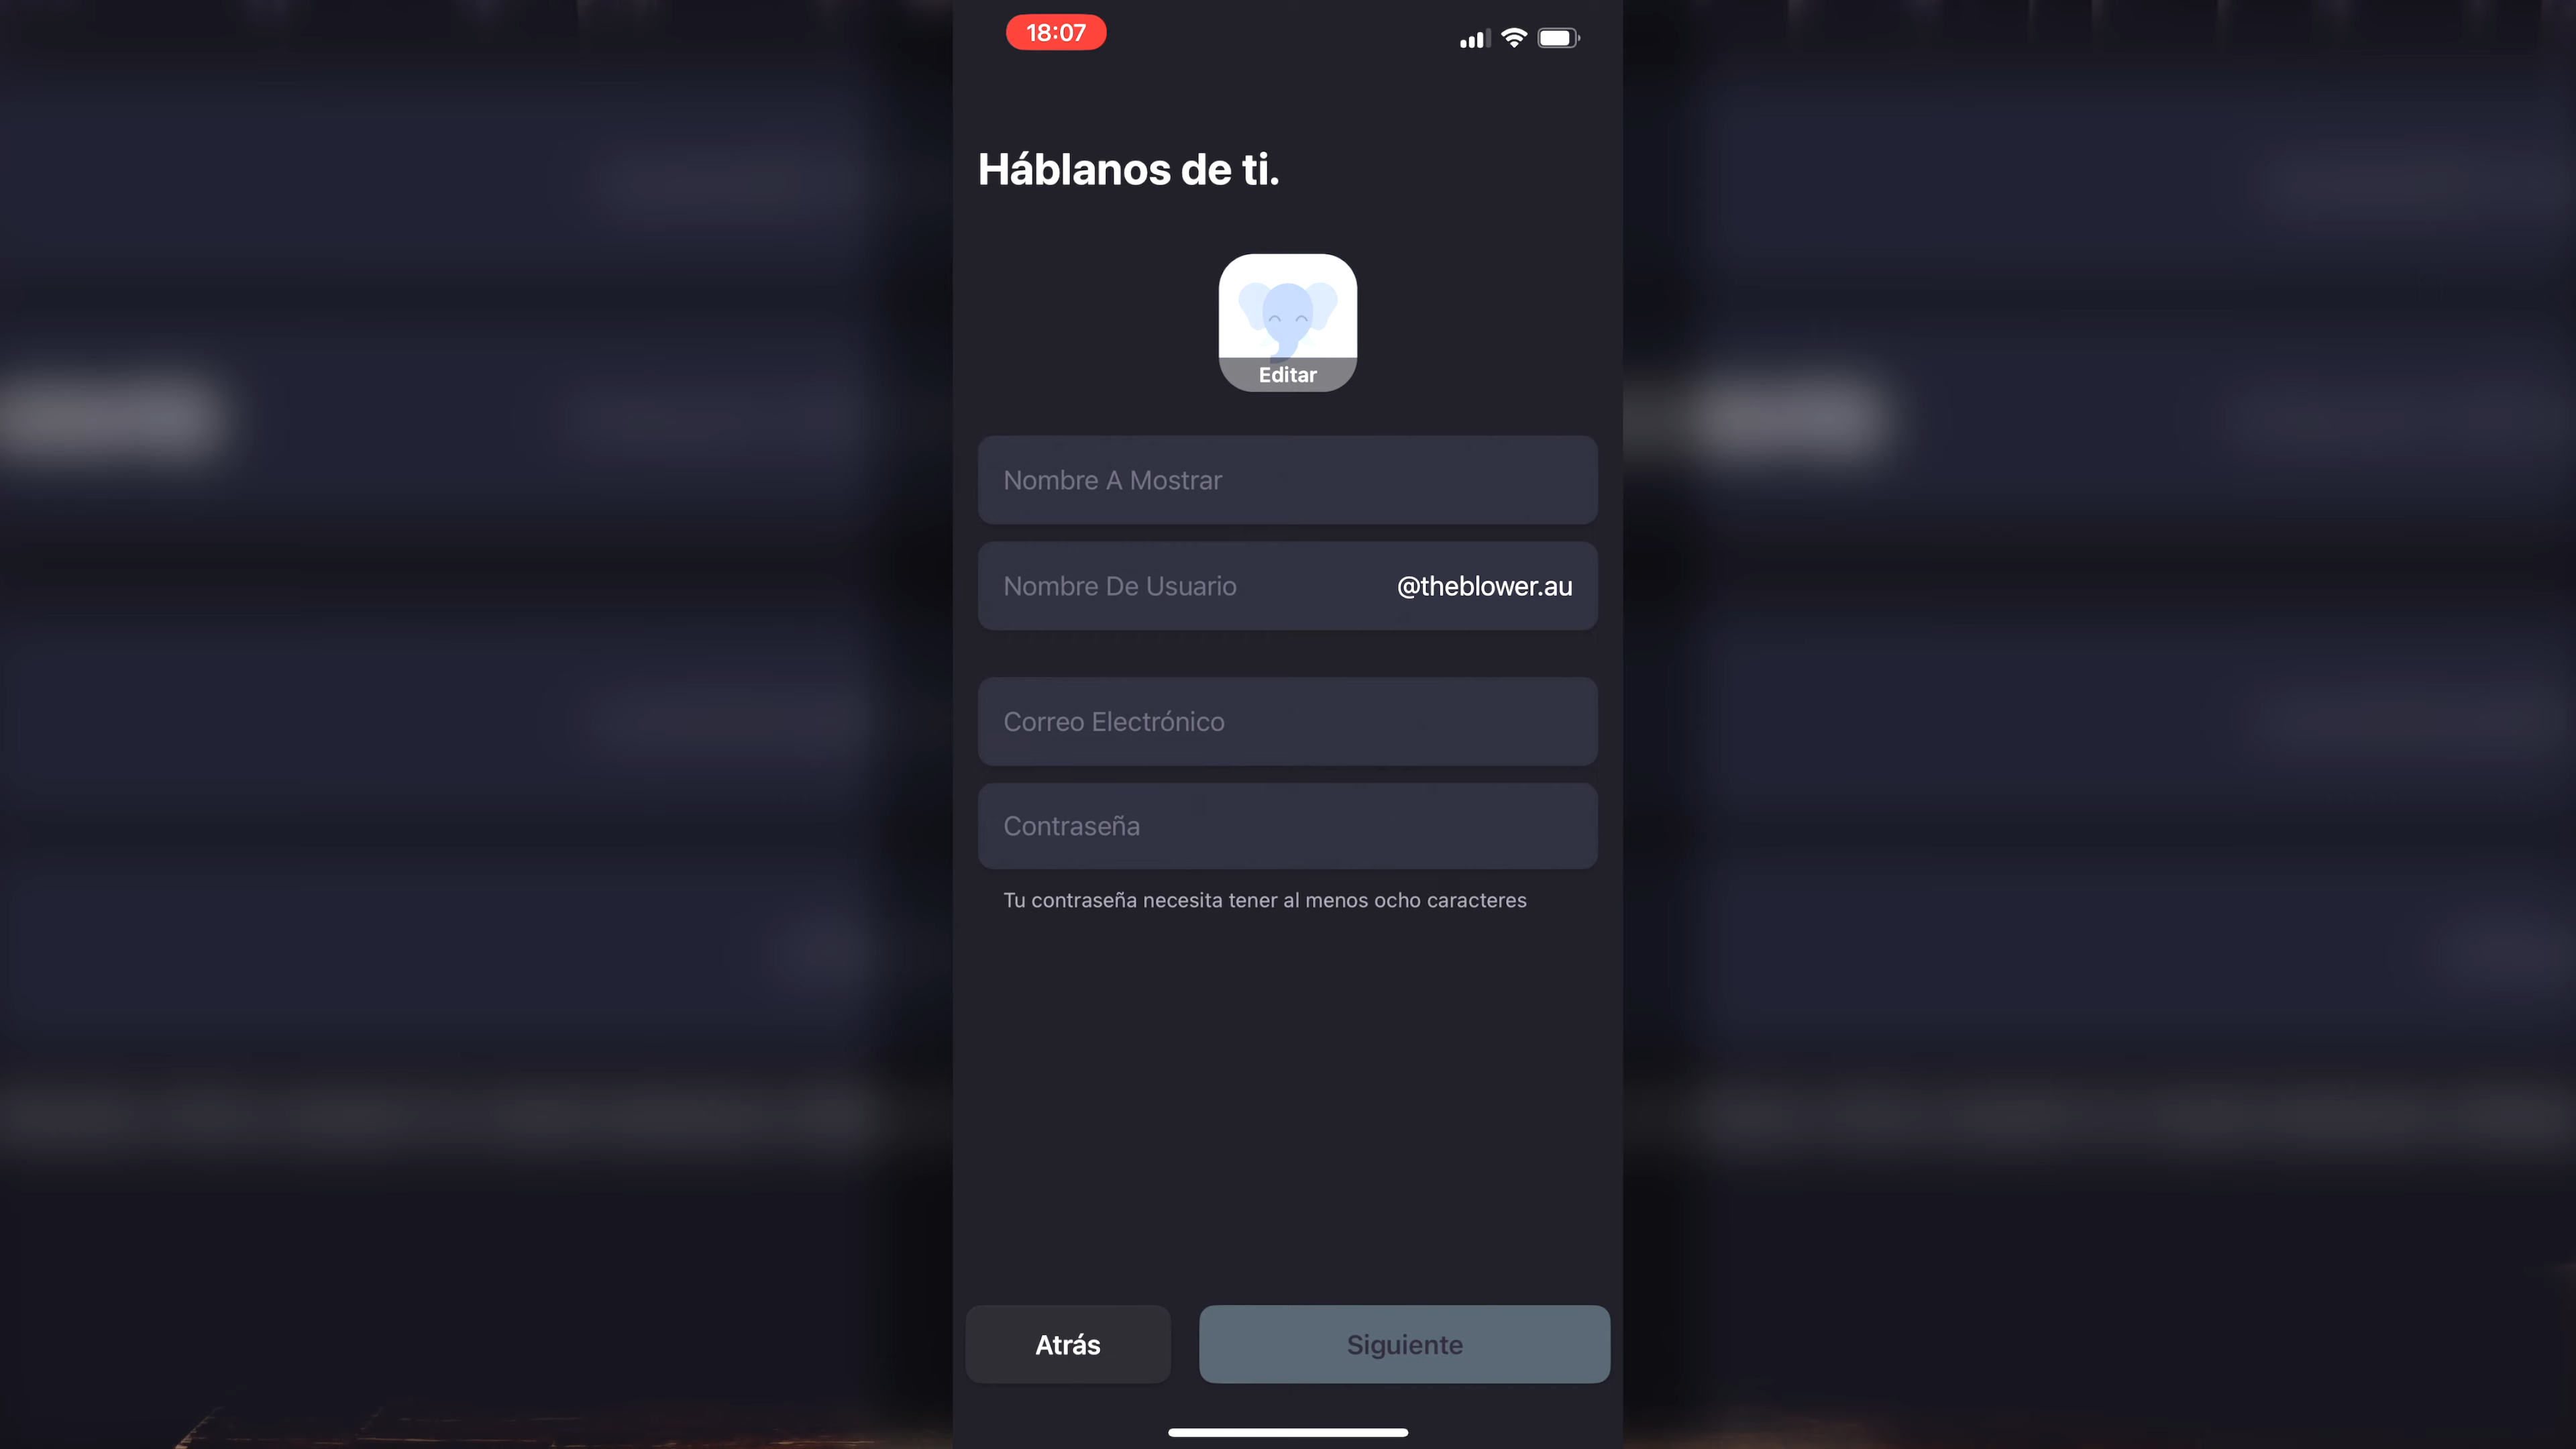 18:07
Háblanos de ti.
Editar
Nombre A Mostrar
Nombre De Usuario @theblower.au
Correo Electrónico
Contraseña
Tu contraseña necesita tener al menos ocho caracteres
Atrás Siguiente